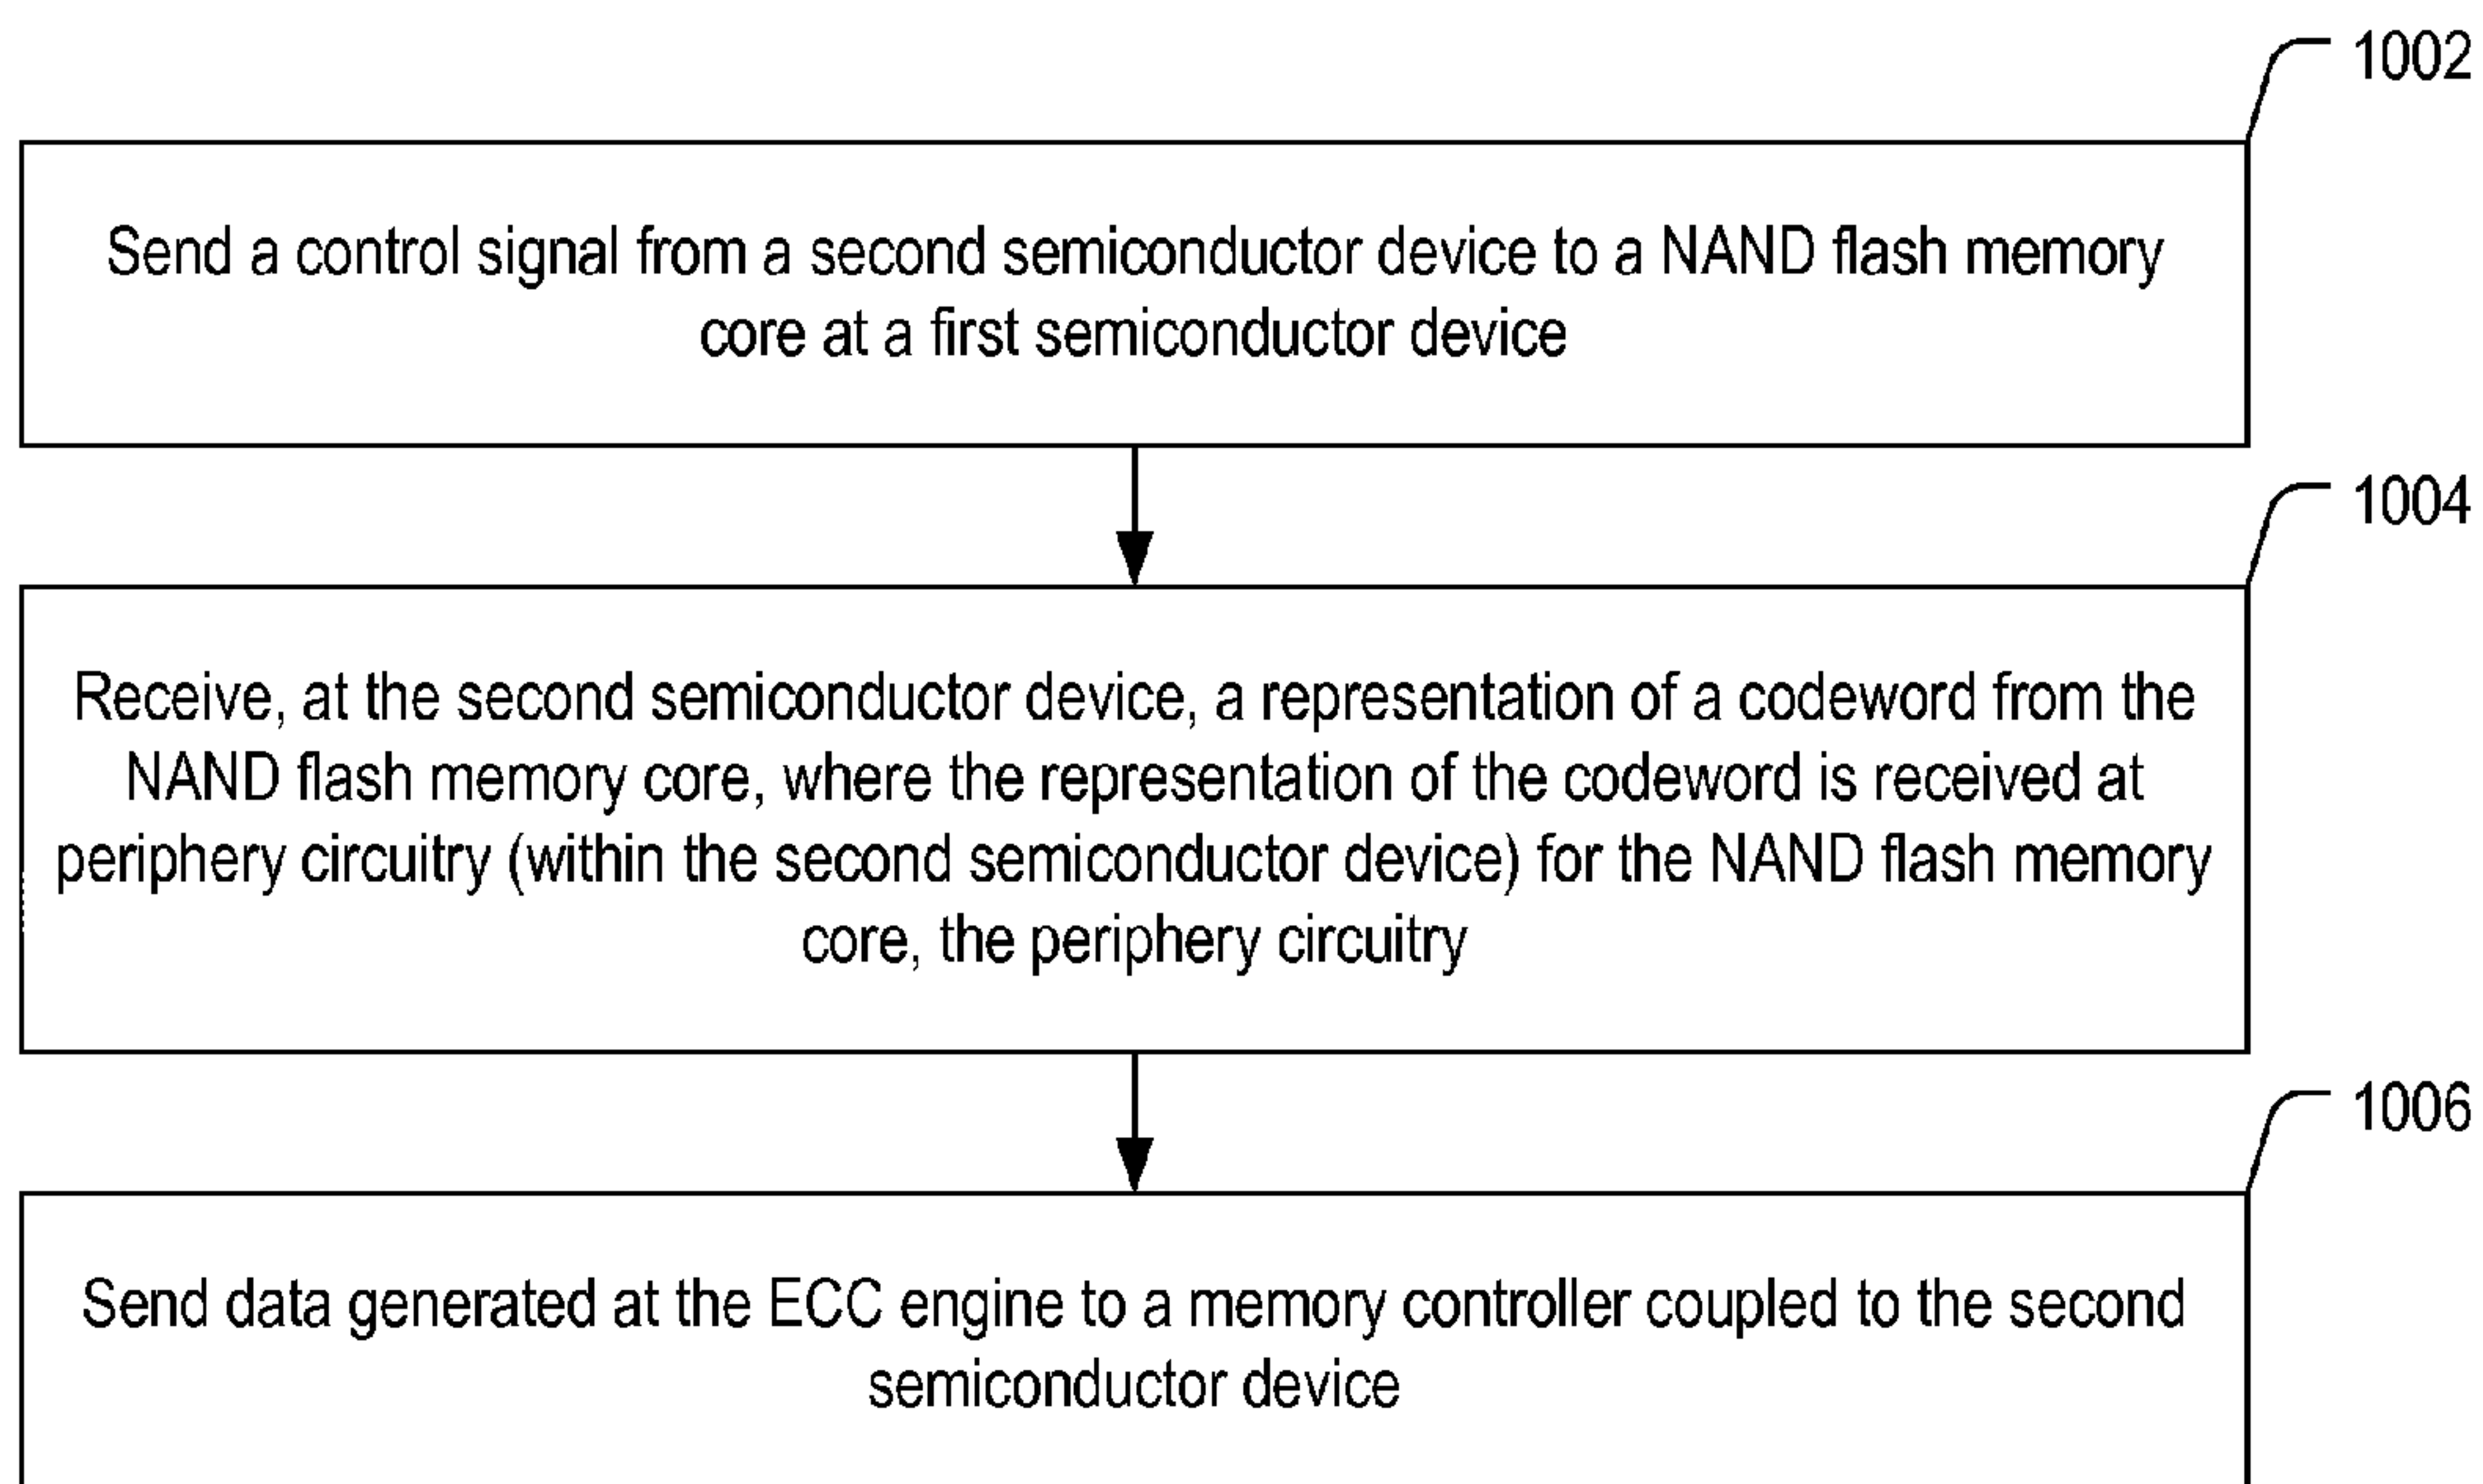 1002
Send a control signal from a second semiconductor device to a NAND flash memory
core at a first semiconductor device
1004
Receive, at the second semiconductor device, a representation of a codeword from the
NAND flash memory core, where the representation of the codeword is received at
periphery circuitry (within the second semiconductor device) for the NAND flash memory
core, the periphery circuitry
1006
Send data generated at the ECC engine to a memory controller coupled to the second
semiconductor device